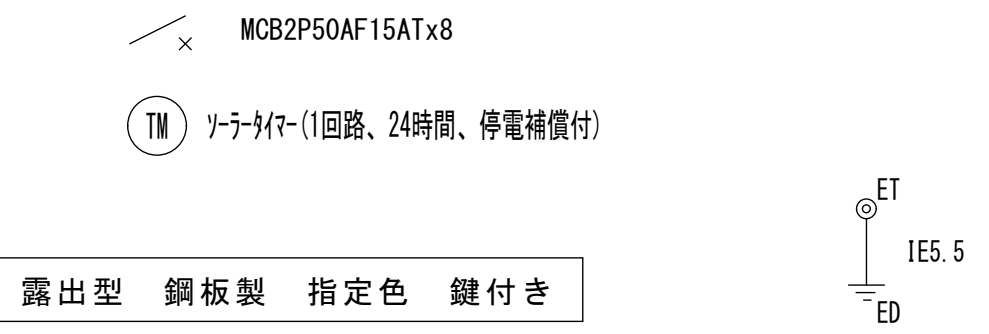 MCB2P50AF15ATx8
TM ｿｰﾗｰﾀｲﾏｰ(1回路、24時間、停電補償付)
ET
IE5.5
露出型 鋼板製 指定色 鍵付き
ED